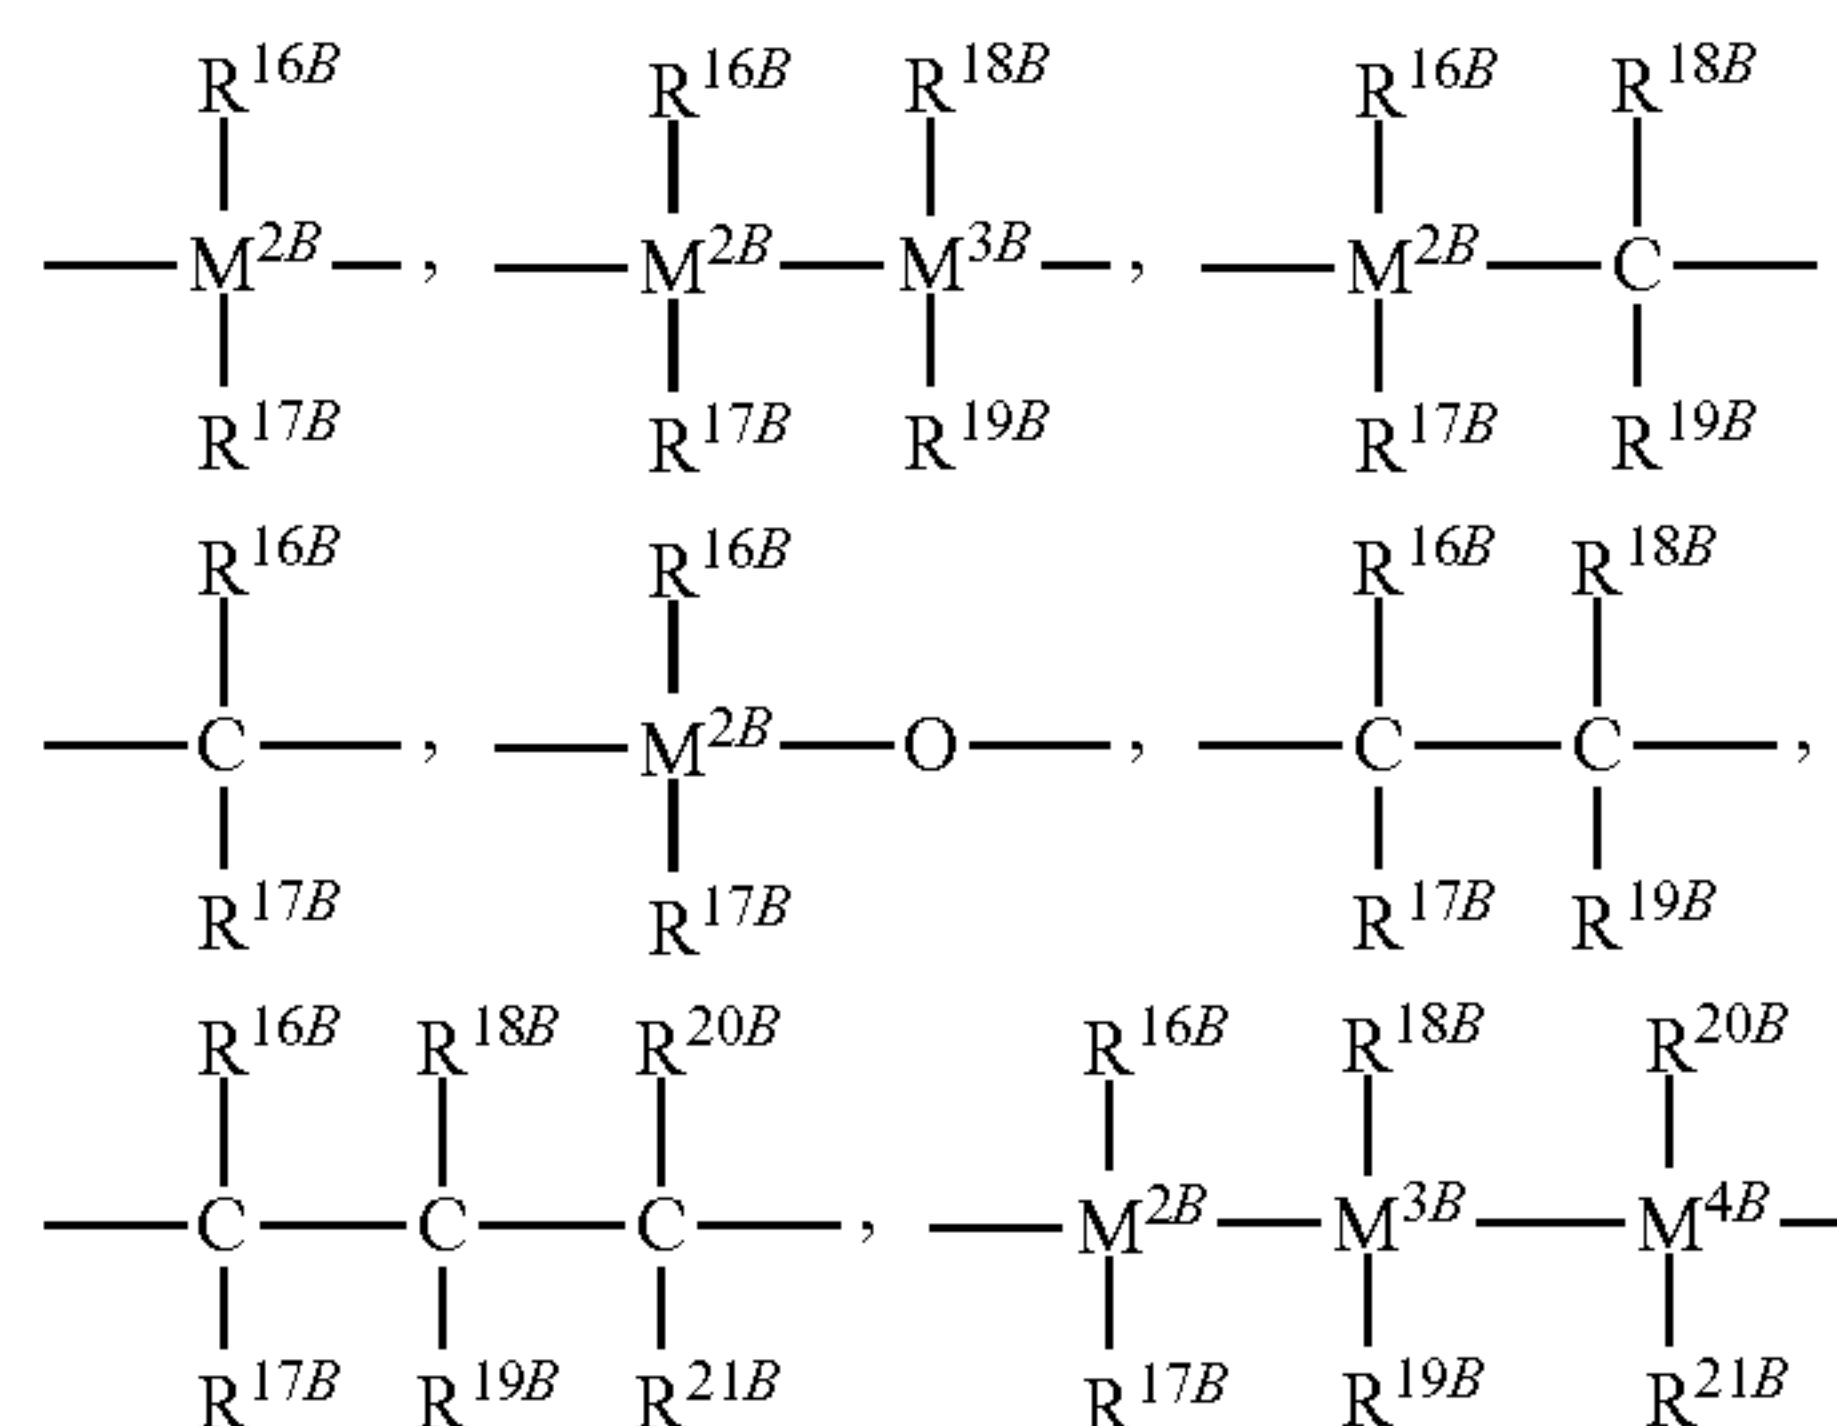 R16B R16B R18B R16B R18B
M2B , M2B M3B , M2B C
R17B R17B R19B R17B R19B
R16B R16B R16B R18B
C , M2B O , C C ,
R17B R17B R17B R19B
R16B R18B R20B R16B R18B R20B
C C C , M2B M3B M4B
R17B R19B R21B R17B R19B R21B